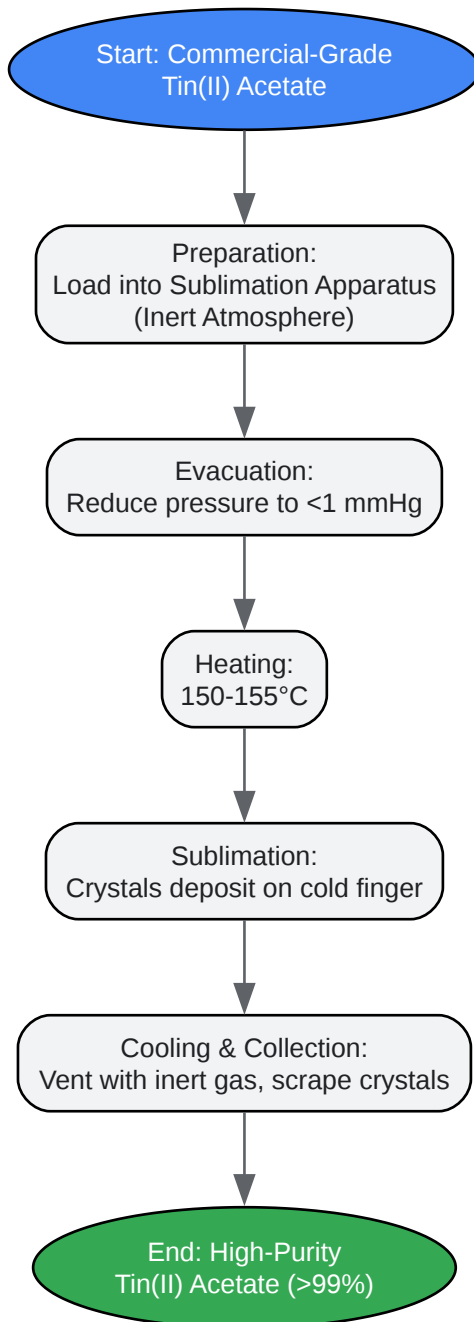 Start: Commercial-Grade
Tin(II) Acetate
Preparation:
Load into Sublimation Apparatus
(Inert Atmosphere)
Evacuation:
Reduce pressure to <1 mmHg
Heating:
150-155°C
Sublimation:
Crystals deposit on cold finger
Cooling & Collection:
Vent with inert gas, scrape crystals
End: High-Purity
Tin(II) Acetate (>99%)